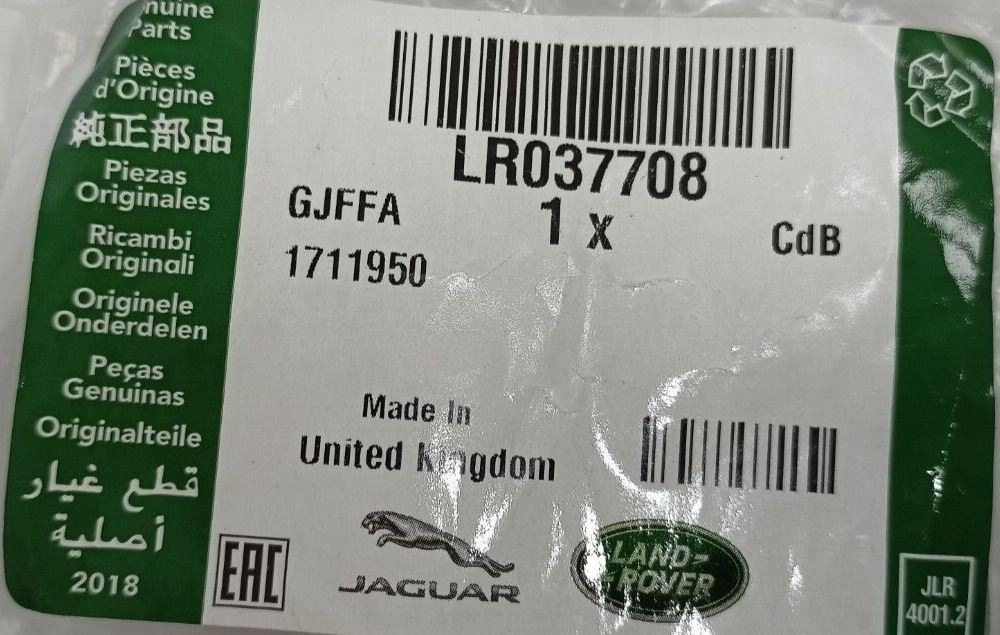 Parts
Pièces
d'Origine
純正部品
Piezas
Originales
Ricambi
Originali
Originele
Onderdelen
Peças
Genuinas
Originalteile
قطع غيار
أصلية
2018
LR037708
GJFFA
1 x
CdB
1711950
Made In
United Kingdom
EAC
JAGUAR
LAND-
ROVER
JLR
4001.2